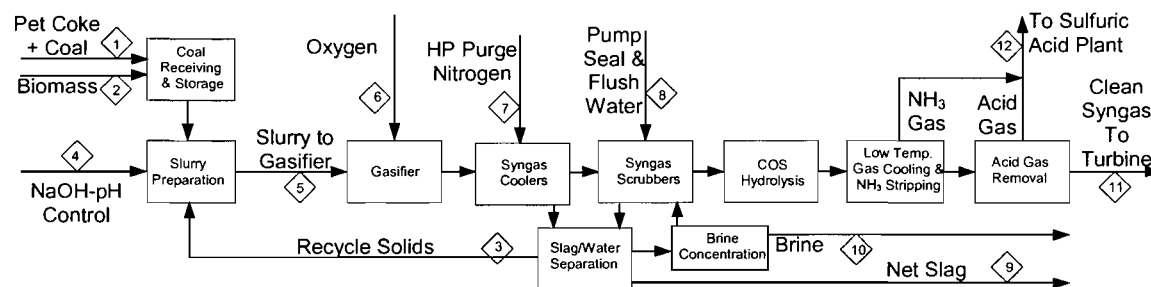 Pet Coke
+ Coal
1
Biomass
2
Coal
Receiving
& Storage
4
NaOH-pH
Control
Slurry
Preparation
Slurry to
Gasifier
5
Oxygen
6
Gasifier
HP Purge
Nitrogen
7
Syngas
Coolers
Pump
Seal &
Flush
Water
8
Syngas
Scrubbers
COS
Hydrolysis
Low Temp.
Gas Cooling &
NH₃ Stripping
NH₃
Gas
Acid
Gas
12
To Sulfuric
Acid Plant
Acid Gas
Removal
Clean
Syngas
To
Turbine
11
Recycle Solids
3
Slag/Water
Separation
Brine
Concentration
Brine
10
Net Slag
9